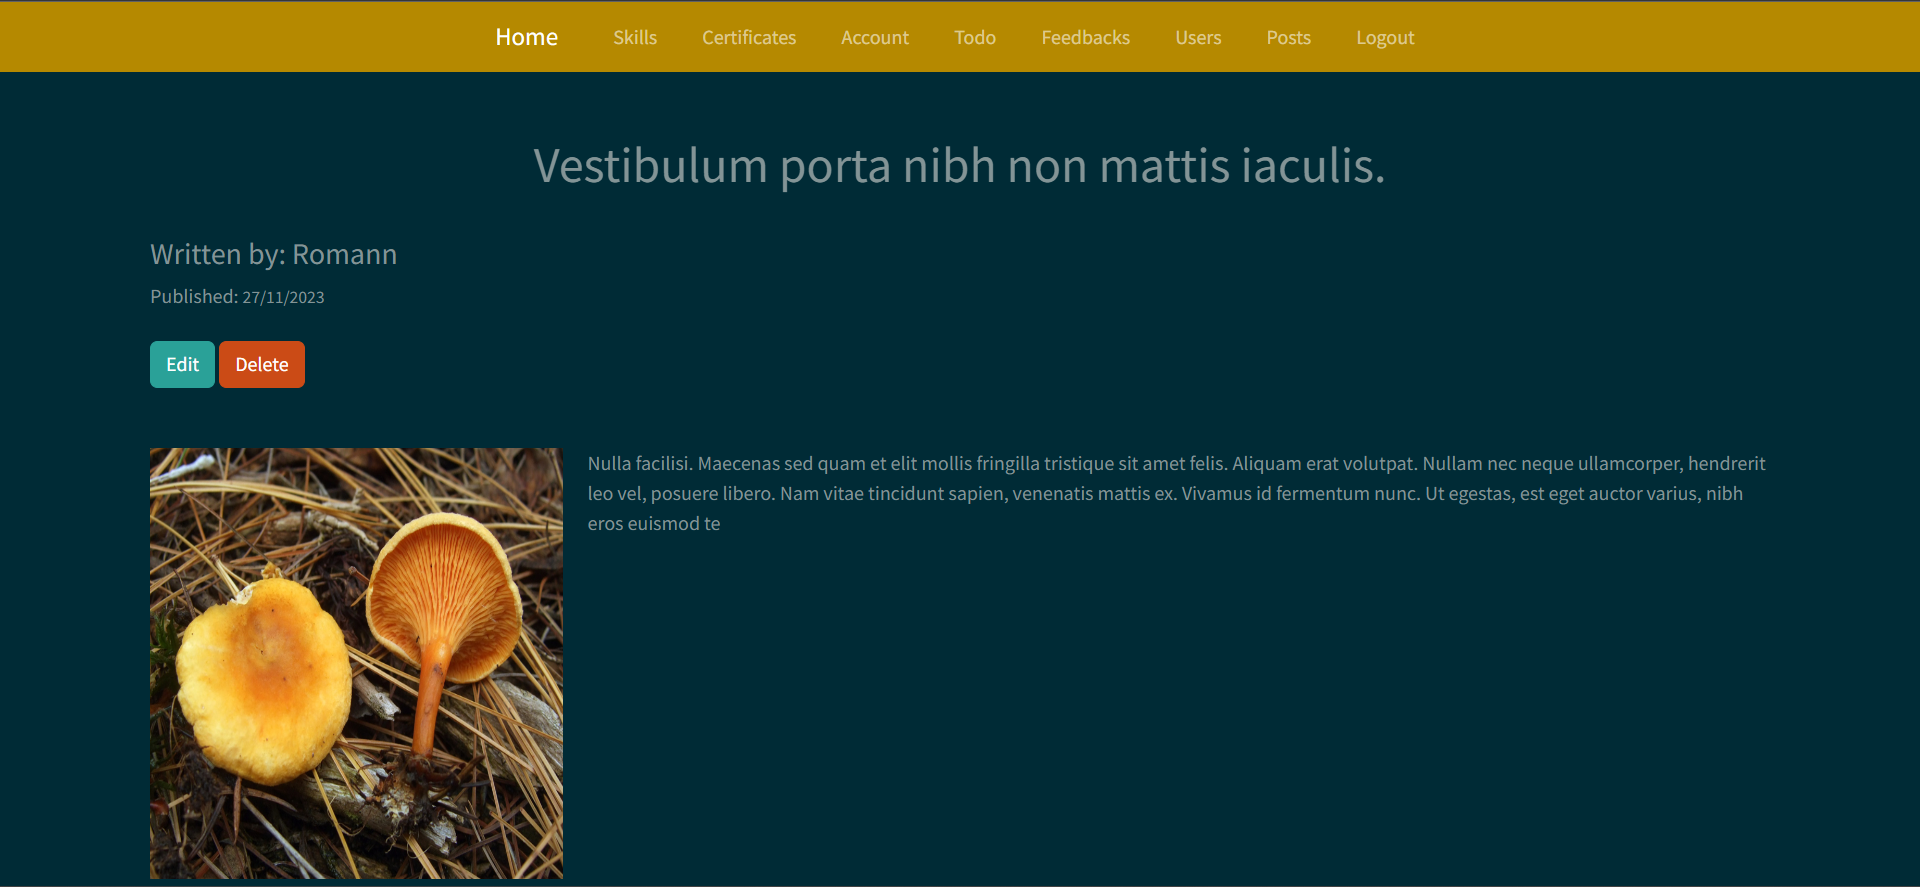 Home Skills Certificates Account Todo Feedbacks Users Posts Logout
Vestibulum porta nibh non mattis iaculis.
Written by: Romann
Published: 27/11/2023
Edit Delete
Nulla facilisi. Maecenas sed quam et elit mollis fringilla tristique sit amet felis. Aliquam erat volutpat. Nullam nec neque ullamcorper, hendrerit
leo vel, posuere libero. Nam vitae tincidunt sapien, venenatis mattis ex. Vivamus id fermentum nunc. Ut egestas, est eget auctor varius, nibh
eros euismod te